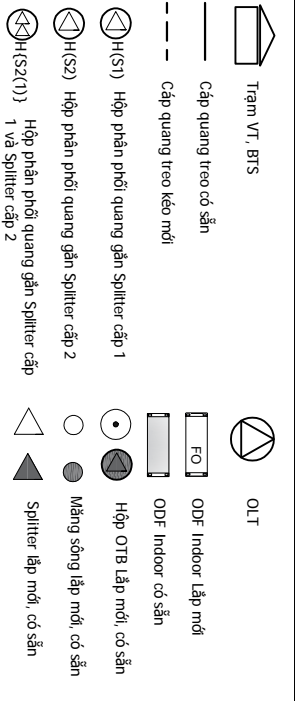 Trạm VT, BTS
Cáp quang treo có sẵn
Cáp quang treo kéo mới
H(S1) Hộp phân phối quang gắn Splitter cấp 1
H(S2) Hộp phân phối quang gắn Splitter cấp 2
H{S2(1)} Hộp phân phối quang gắn Splitter cấp
1 và Splitter cấp 2
OLT
FO ODF Indoor Lắp mới
ODF Indoor có sẵn
Hộp OTB Lắp mới, có sẵn
Măng sông lắp mới, có sẵn
Splitter lắp mới, có sẵn